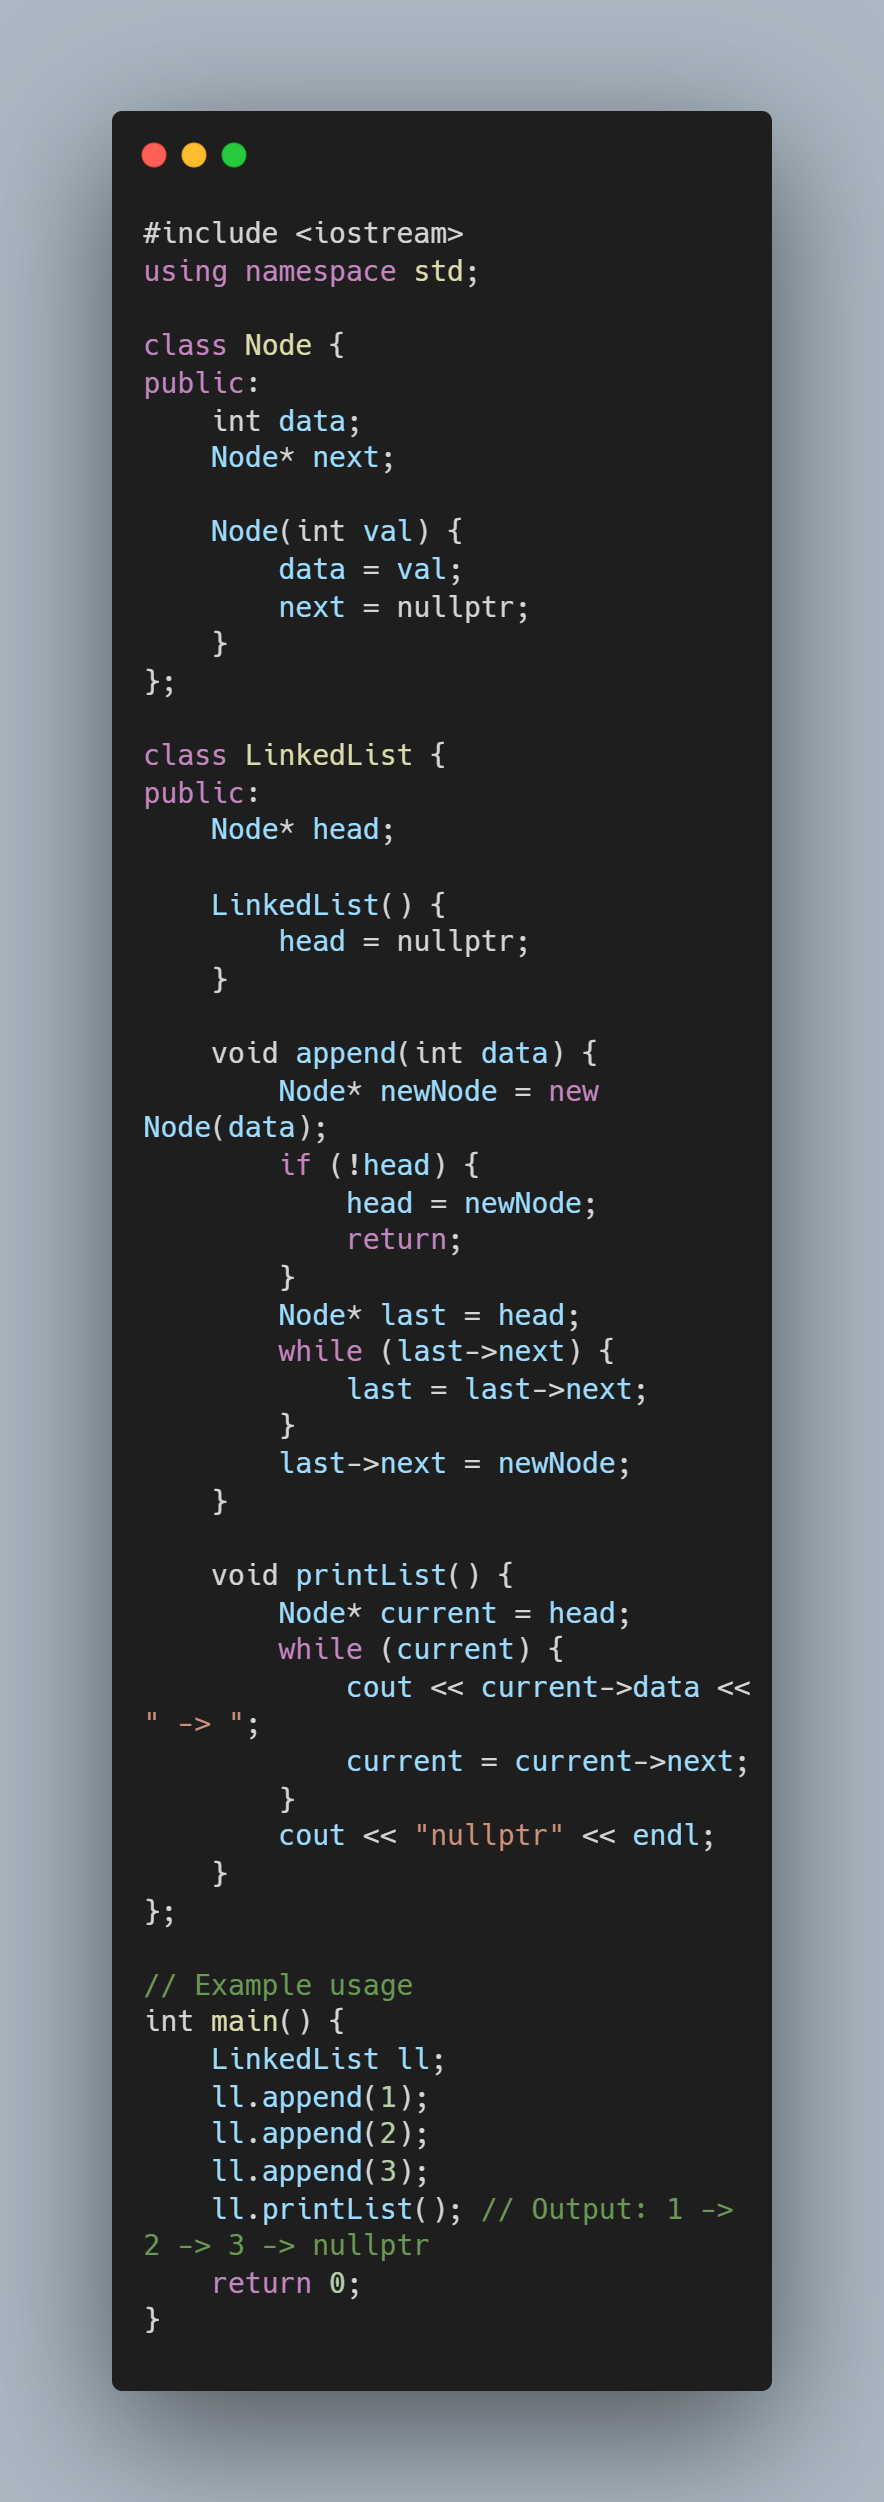 #include <iostream>
using namespace std;

class Node {
public:
    int data;
    Node* next;

    Node(int val) {
        data = val;
        next = nullptr;
    }
};

class LinkedList {
public:
    Node* head;

    LinkedList() {
        head = nullptr;
    }

    void append(int data) {
        Node* newNode = new
Node(data);
        if (!head) {
            head = newNode;
            return;
        }
        Node* last = head;
        while (last->next) {
            last = last->next;
        }
        last->next = newNode;
    }

    void printList() {
        Node* current = head;
        while (current) {
            cout << current->data <<
" -> ";
            current = current->next;
        }
        cout << "nullptr" << endl;
    }
};

// Example usage
int main() {
    LinkedList ll;
    ll.append(1);
    ll.append(2);
    ll.append(3);
    ll.printList(); // Output: 1 ->
2 -> 3 -> nullptr
    return 0;
}